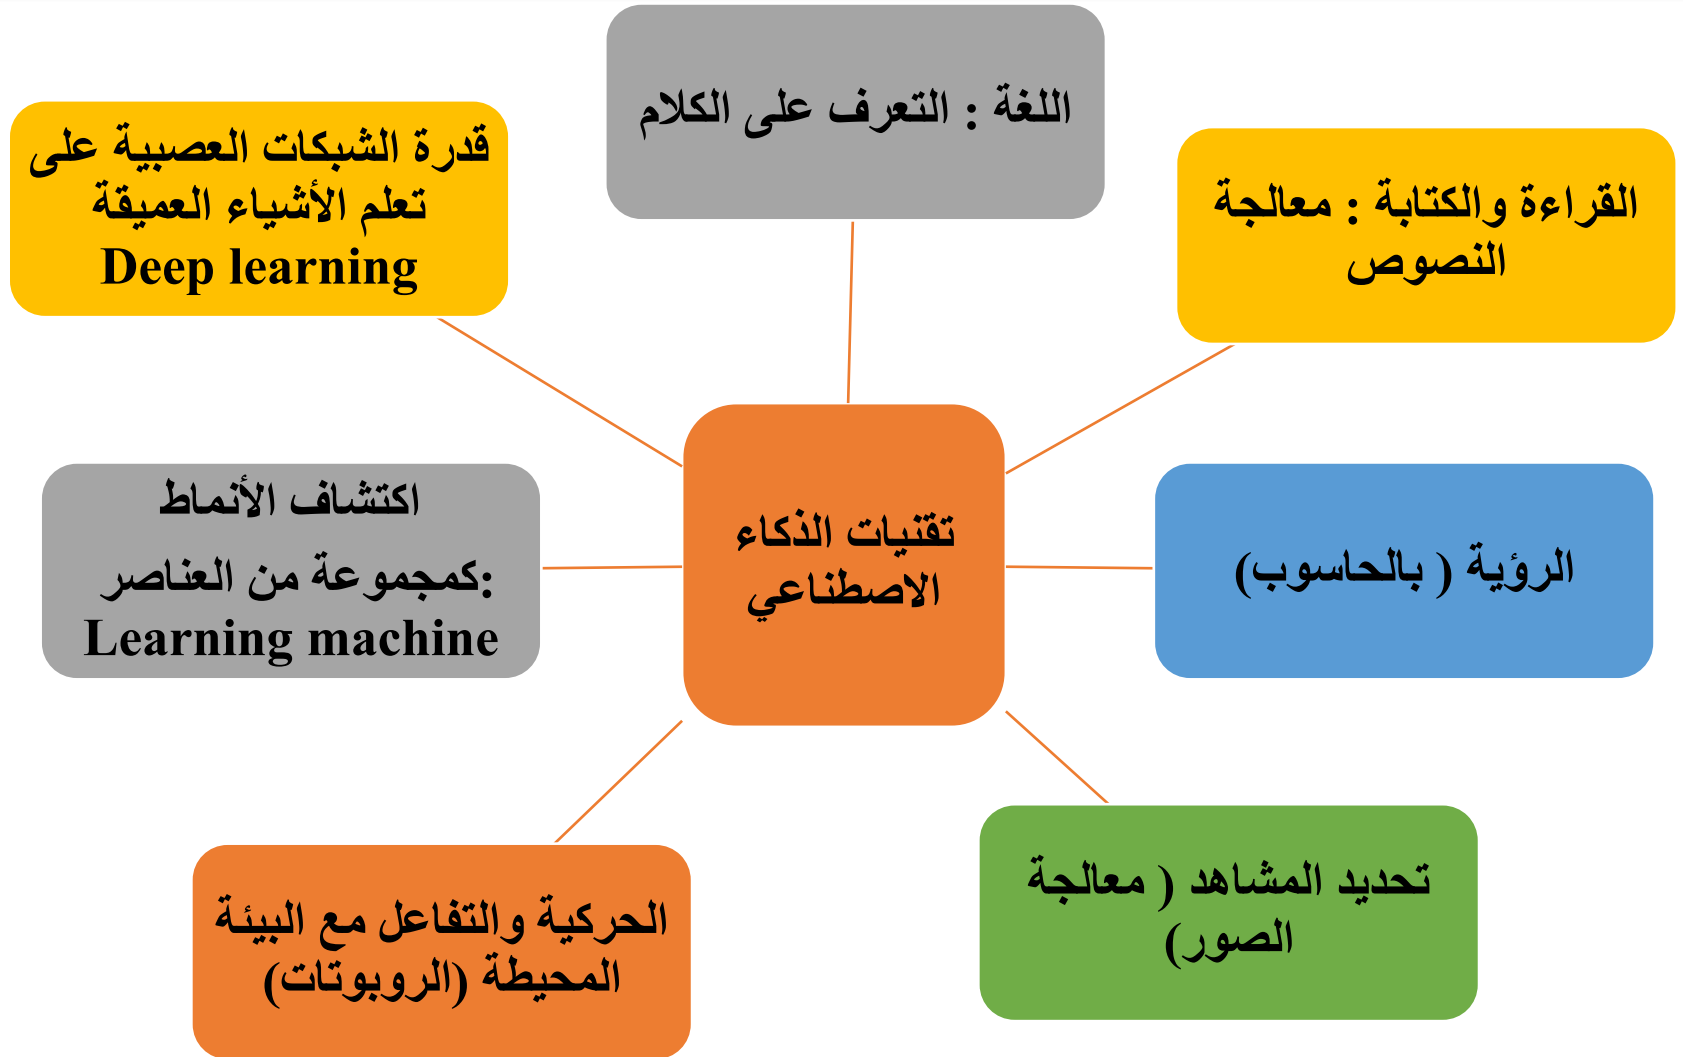 اللغة : التعرف على الكلام
القراءة والكتابة : معالجة
النصوص
الرؤية ( بالحاسوب)
تحديد المشاهد ( معالجة
الصور)
الحركية والتفاعل مع البيئة
المحيطة (الروبوتات)
اكتشاف الأنماط
كمجموعة من العناصر:
Learning machine
قدرة الشبكات العصبية على
تعلم الأشياء العميقة
Deep learning
تقنيات الذكاء
الاصطناعي